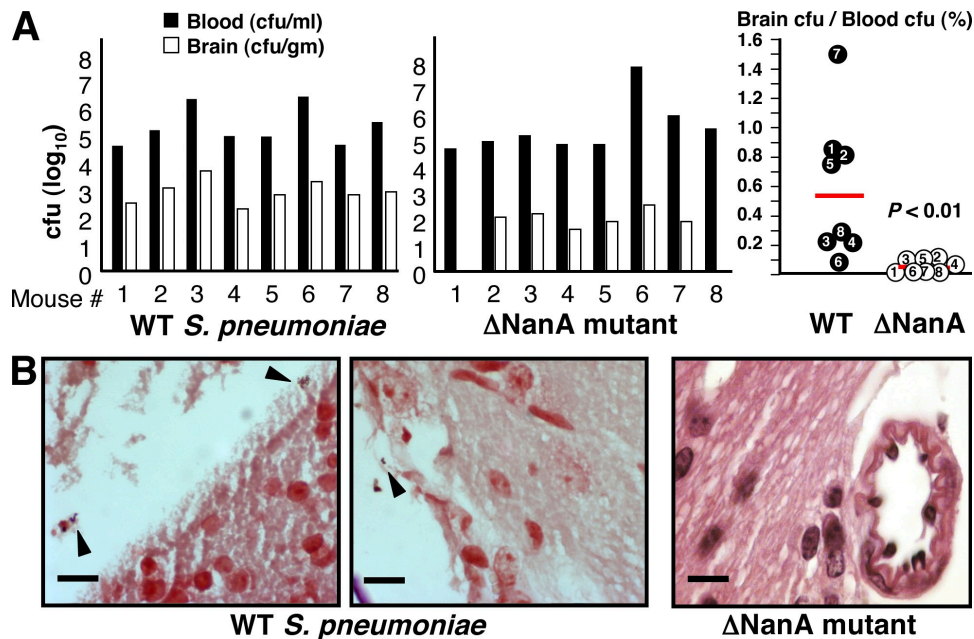 A
Blood (cfu/ml)
Brain (cfu/gm)
cfu (log10)
8
7
6
5
4
3
2
1
0
Mouse # 1 2 3 4 5 6 7 8
WT S. pneumoniae
8
7
6
5
4
3
2
1
0
1 2 3 4 5 6 7 8
ΔNanA mutant
Brain cfu / Blood cfu (%)
1.6
1.4
1.2
1.0
0.8
0.6
0.4
0.2
7
1
2
5
8
3
4
6
P < 0.01
3 5 2
4
1 6 7 8
WT ΔNanA
B
WT S. pneumoniae
ΔNanA mutant